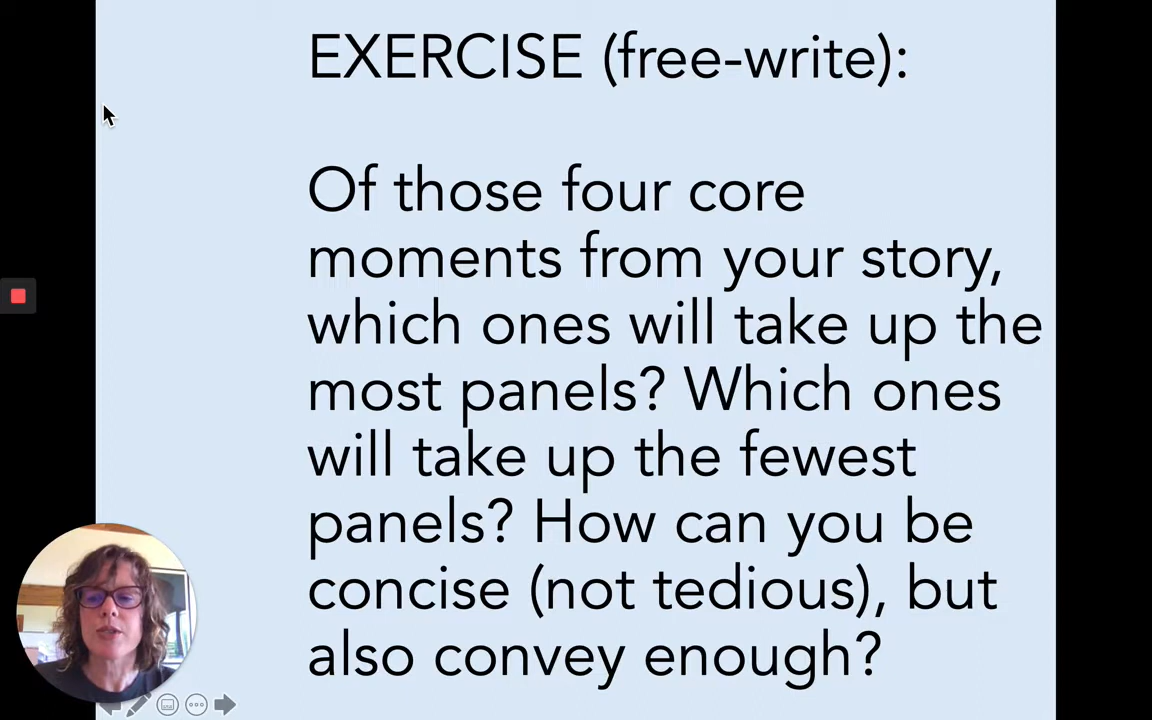 EXERCISE (free-write):
Of those four core
moments from your story,
which ones will take up the
most panels? Which ones
will take up the fewest
panels? How can you be
concise (not tedious), but
also convey enough?